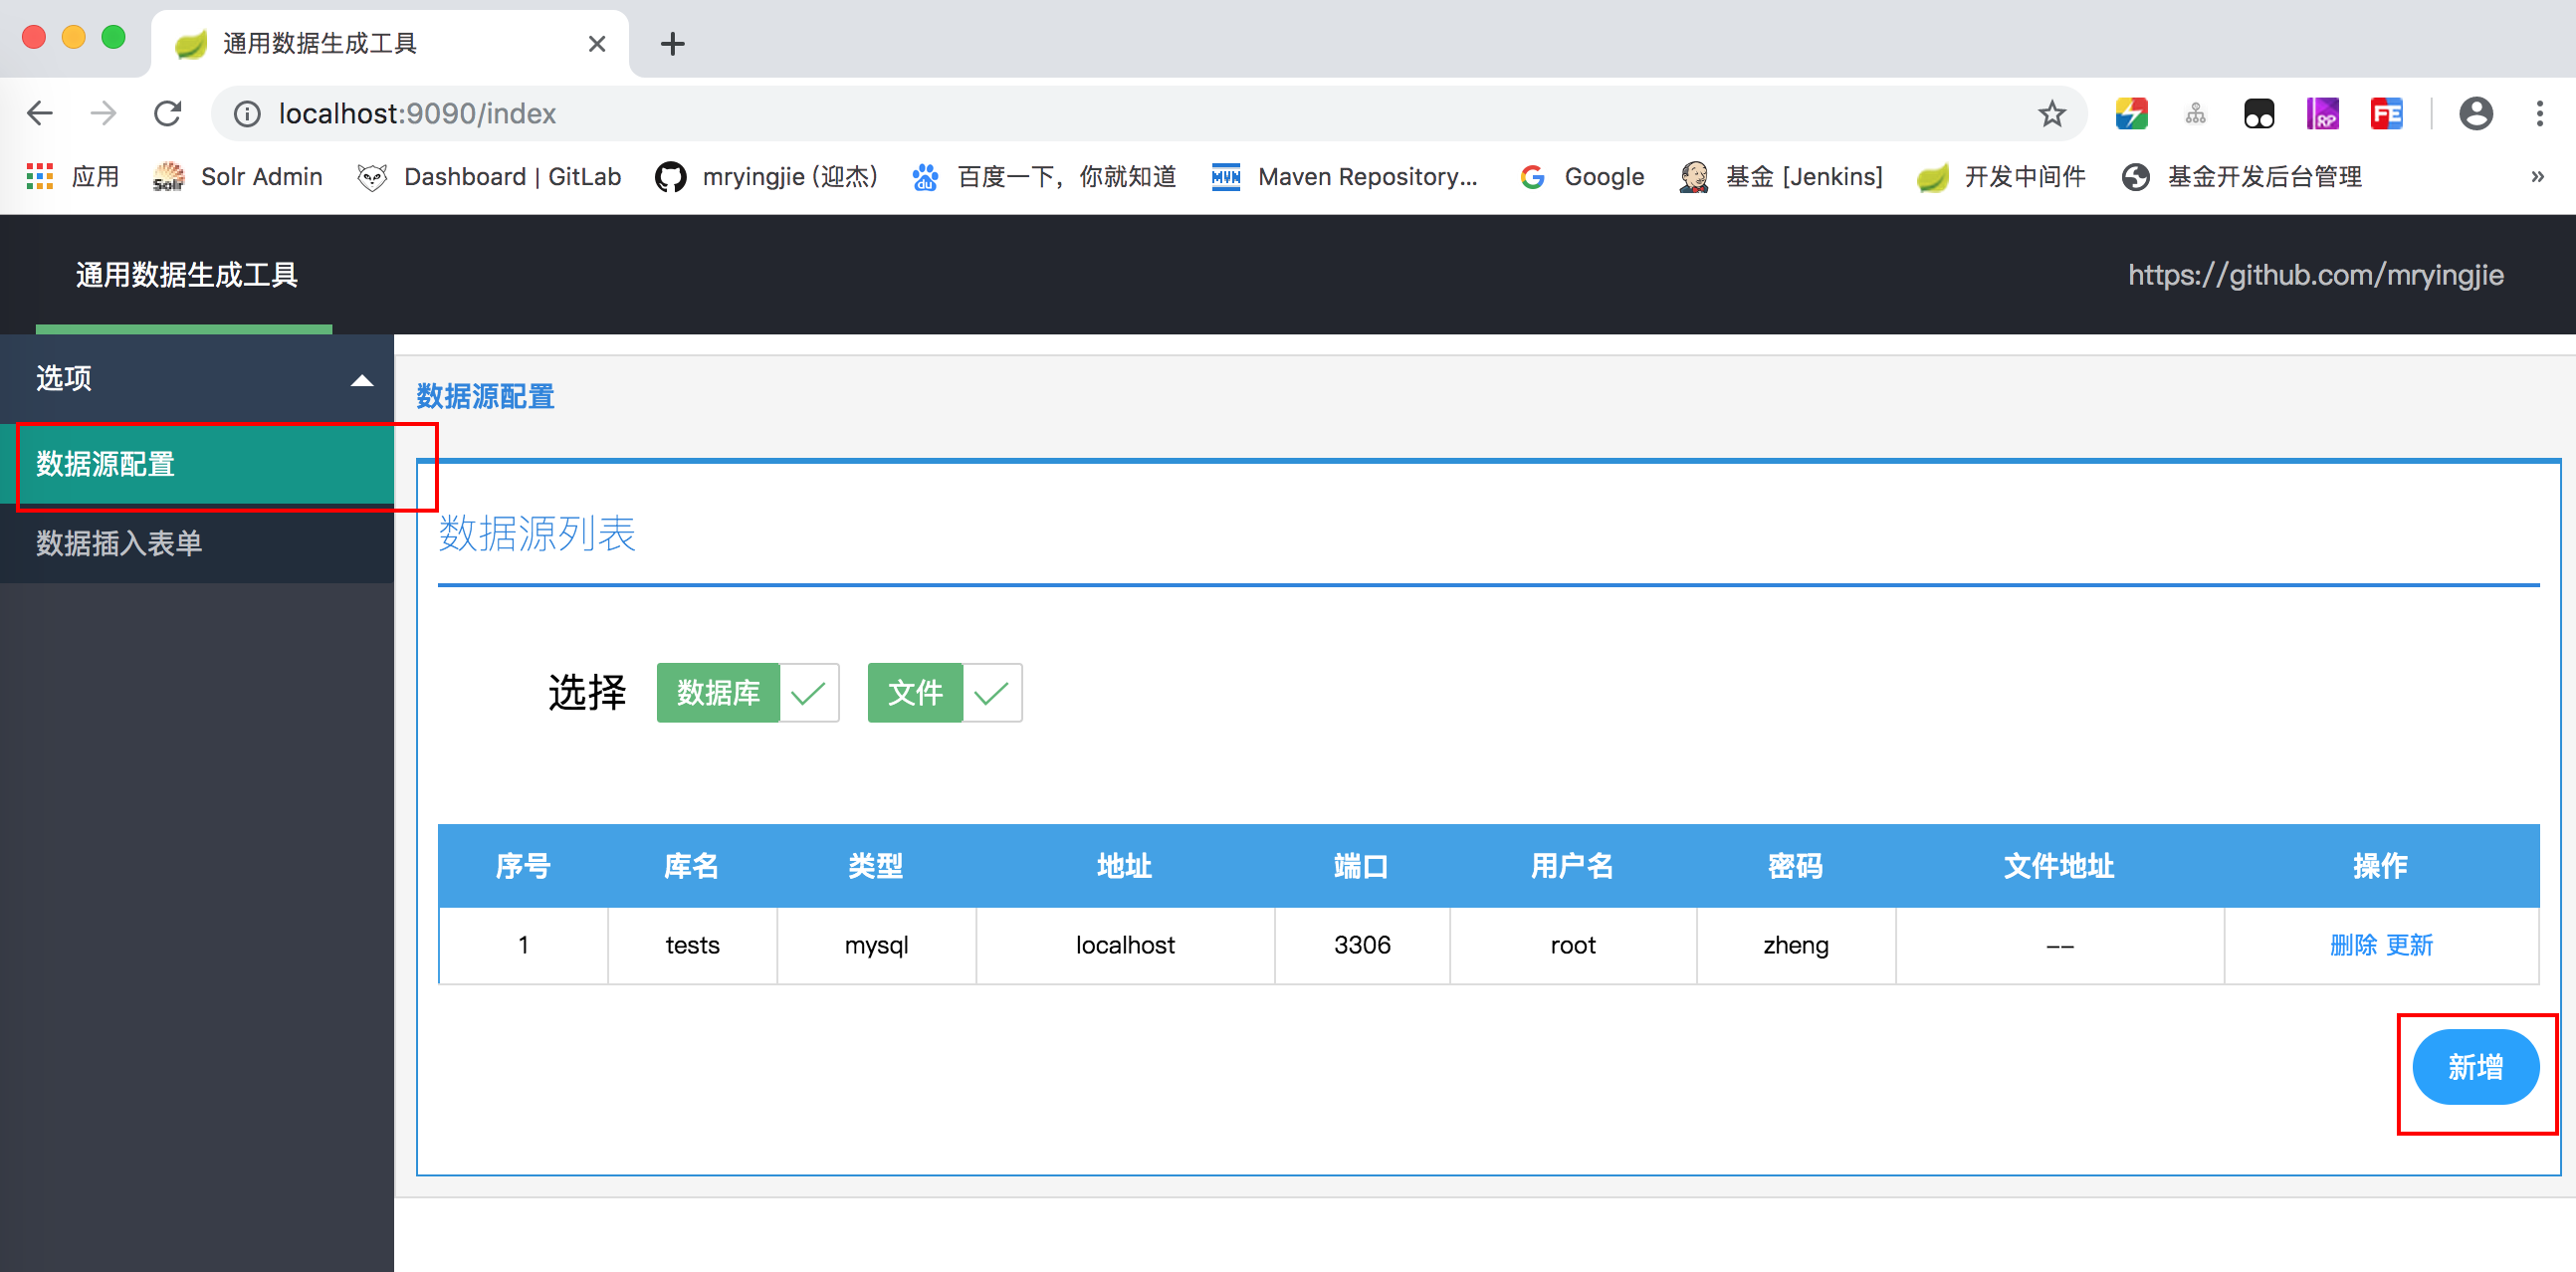 通用数据生成工具
localhost:9090/index
应用 Solr Admin Dashboard | GitLab mryingjie (迎杰) 百度一下，你就知道 Maven Repository... Google 基金 [Jenkins] 开发中间件 基金开发后台管理 »
通用数据生成工具 https://github.com/mryingjie
选项
数据源配置
数据插入表单
数据源配置
数据源列表
选择 数据库 文件
序号 库名 类型 地址 端口 用户名 密码 文件地址 操作
1 tests mysql localhost 3306 root zheng -- 删除 更新
新增